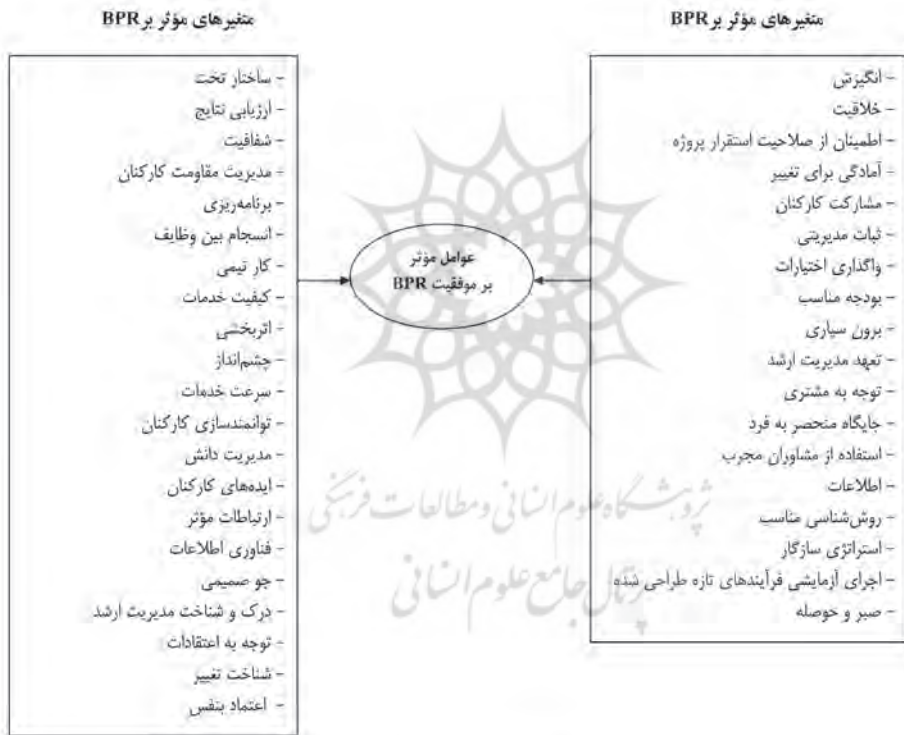 متغیرهای مؤثر بر BPR
- انگیزش
- خلاقیت
- اطمینان از صلاحیت استقرار پروژه
- آمادگی برای تغییر
- مشارکت کارکنان
- ثبات مدیریتی
- واگذاری اختیارات
- بودجه مناسب
- برون سپاری
- تعهد مدیریت ارشد
- توجه به مشتری
- جایگاه منحصر به فرد
- استفاده از مشاوران مجرب
- اطلاعات
- روش‌شناسی مناسب
- استراتژی سازگار
- اجرای آزمایشی فرآیندهای تازه طراحی شده
- صبر و حوصله
عوامل مؤثر
بر موفقیت BPR
متغیرهای مؤثر بر BPR
- ساختار تخت
- ارزیابی نتایج
- شفافیت
- مدیریت مقاومت کارکنان
- برنامه‌ریزی
- انسجام بین وظایف
- کار تیمی
- کیفیت خدمات
- اثربخشی
- چشم‌انداز
- سرعت خدمات
- توانمندسازی کارکنان
- مدیریت دانش
- ایده‌های کارکنان
- ارتباطات مؤثر
- فناوری اطلاعات
- جو صمیمی
- درک و شناخت مدیریت ارشد
- توجه به اعتقادات
- شناخت تغییر
- اعتماد بنفس
پژوهشگاه علوم انسانی و مطالعات فرهنگی
پرتال جامع علوم انسانی